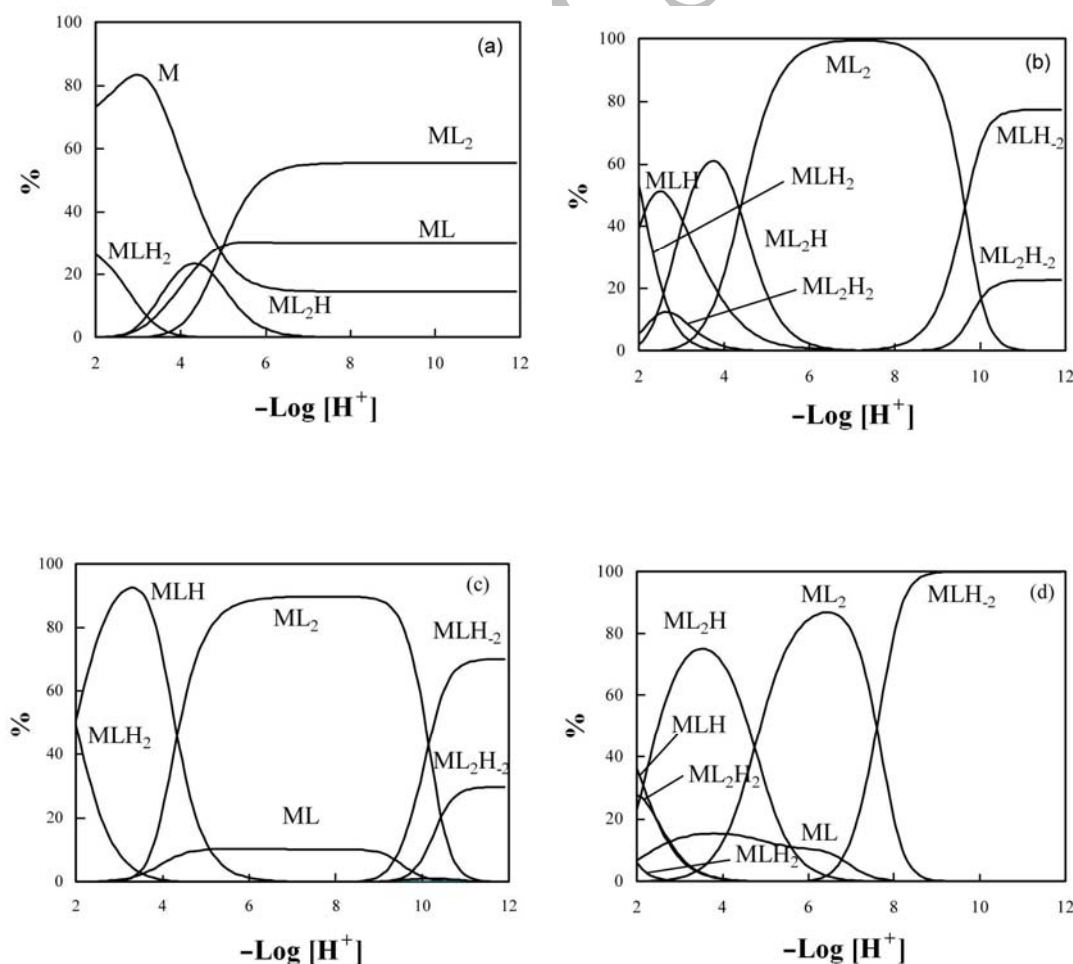 (a)
100
80
60
40
20
0
%
M
MLH₂
ML₂
ML
ML₂H
2 4 6 8 10 12
–Log [H⁺]
(b)
100
80
60
40
20
0
%
ML₂
MLH
MLH₂
ML₂H
ML₂H₂
MLH₋₂
ML₂H₋₂
2 4 6 8 10 12
–Log [H⁺]
(c)
100
80
60
40
20
0
%
MLH
ML₂
MLH₋₂
MLH₂
ML₂H₋₂
ML
2 4 6 8 10 12
–Log [H⁺]
(d)
100
80
60
40
20
0
%
ML₂H
ML₂
MLH₋₂
MLH
ML₂H₂
ML
MLH₂
2 4 6 8 10 12
–Log [H⁺]